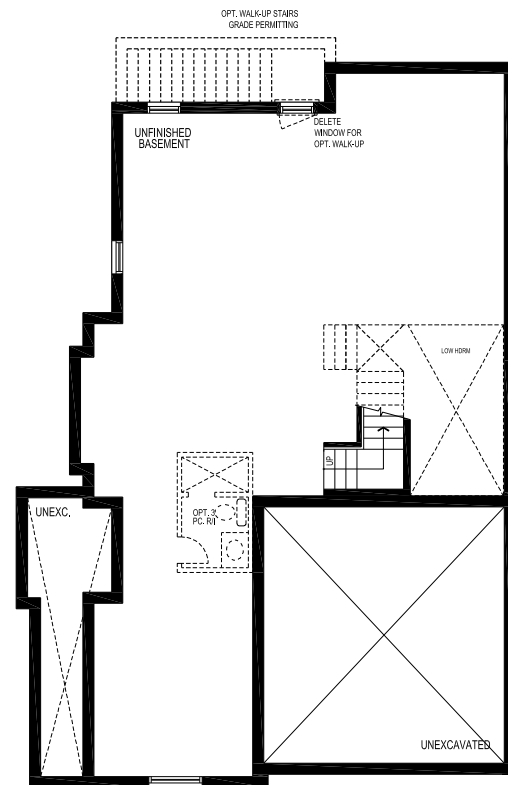 OPT. WALK-UP STAIRS
GRADE PERMITTING
UNFINISHED
BASEMENT
DELETE
WINDOW FOR
OPT. WALK-UP
LOW HDRM
UP
OPT. 3
PC. R/I
UNEXC.
UNEXCAVATED